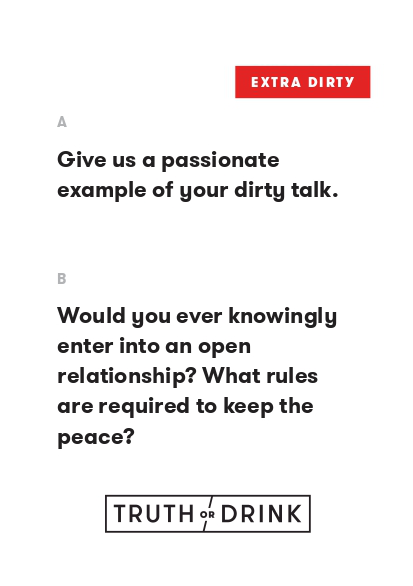 EXTRA DIRTY
A
Give us a passionate
example of your dirty talk.
B
Would you ever knowingly
enter into an open
relationship? What rules
are required to keep the
peace?
TRUTH OR DRINK